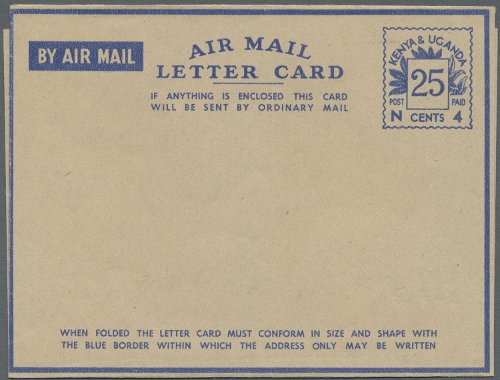 BY AIR MAIL
AIR MAIL
LETTER CARD
IF ANYTHING IS ENCLOSED THIS CARD
WILL BE SENT BY ORDINARY MAIL
KENYA & UGANDA
25
POST PAID
N CENTS 4
WHEN FOLDED THE LETTER CARD MUST CONFORM IN SIZE AND SHAPE WITH
THE BLUE BORDER WITHIN WHICH THE ADDRESS ONLY MAY BE WRITTEN